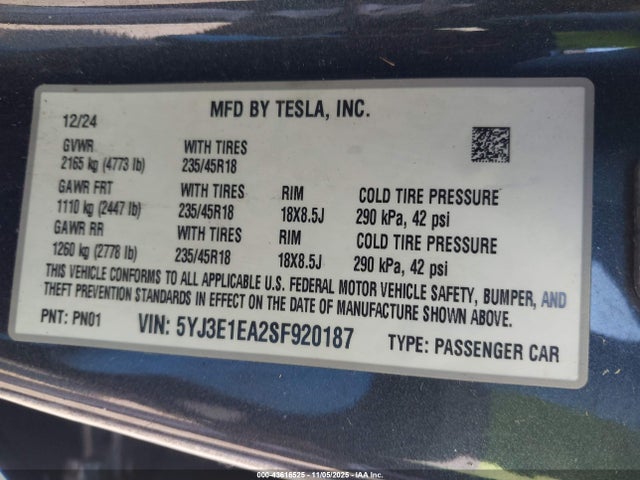 MFD BY TESLA, INC.
12/24
GVWR WITH TIRES
2165 kg (4773 lb) 235/45R18
GAWR FRT WITH TIRES RIM COLD TIRE PRESSURE
1110 kg (2447 lb) 235/45R18 18X8.5J 290 kPa, 42 psi
GAWR RR WITH TIRES RIM COLD TIRE PRESSURE
1260 kg (2778 lb) 235/45R18 18X8.5J 290 kPa, 42 psi
THIS VEHICLE CONFORMS TO ALL APPLICABLE U.S. FEDERAL MOTOR VEHICLE SAFETY, BUMPER, AND
THEFT PREVENTION STANDARDS IN EFFECT ON THE DATE OF MANUFACTURE SHOWN ABOVE.
PNT: PN01 VIN: 5YJ3E1EA2SF920187 TYPE: PASSENGER CAR
000-43616525 - 11/05/2025 - IAA Inc.